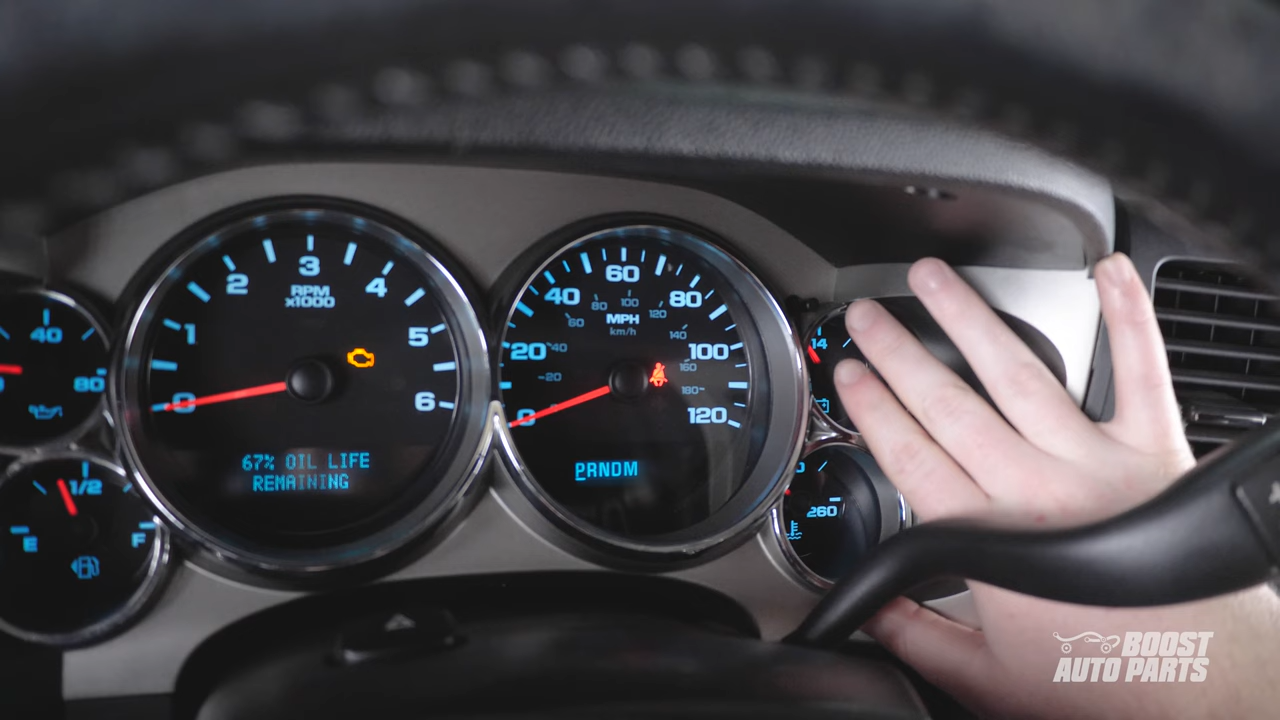 40
80
1/2
E
F
0
1
2
3
4
5
6
RPM
x1000
67% OIL LIFE
REMAINING
0
20
40
60
80
100
120
20
40
60
80
100
120
140
160
180
MPH
km/h
PRNDM
14
260
BOOST
AUTO PARTS